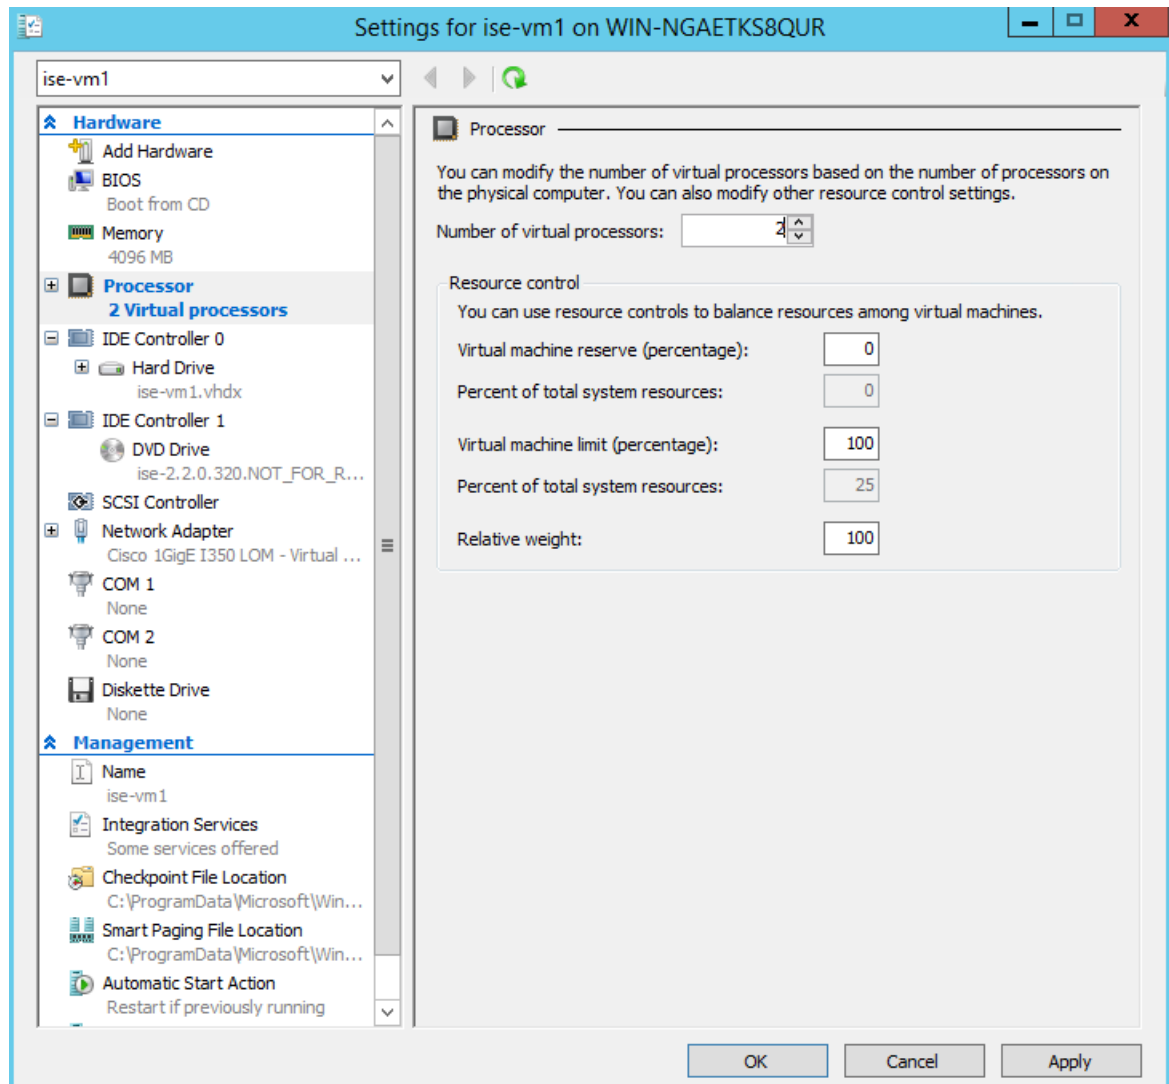 Settings for ise-vm1 on WIN-NGAETKS8QUR
x
ise-vm1
Hardware
Add Hardware
BIOS
Boot from CD
Memory
4096 MB
Processor
2 Virtual processors
IDE Controller 0
Hard Drive
ise-vm1.vhdx
IDE Controller 1
DVD Drive
ise-2.2.0.320.NOT_FOR_R...
SCSI Controller
Network Adapter
Cisco 1GigE I350 LOM - Virtual ...
COM 1
None
COM 2
None
Diskette Drive
None
Management
Name
ise-vm1
Integration Services
Some services offered
Checkpoint File Location
C:\ProgramData\Microsoft\Win...
Smart Paging File Location
C:\ProgramData\Microsoft\Win...
Automatic Start Action
Restart if previously running
Processor
You can modify the number of virtual processors based on the number of processors on
the physical computer. You can also modify other resource control settings.
Number of virtual processors: 2
Resource control
You can use resource controls to balance resources among virtual machines.
Virtual machine reserve (percentage): 0
Percent of total system resources: 0
Virtual machine limit (percentage): 100
Percent of total system resources: 25
Relative weight: 100
OK Cancel Apply